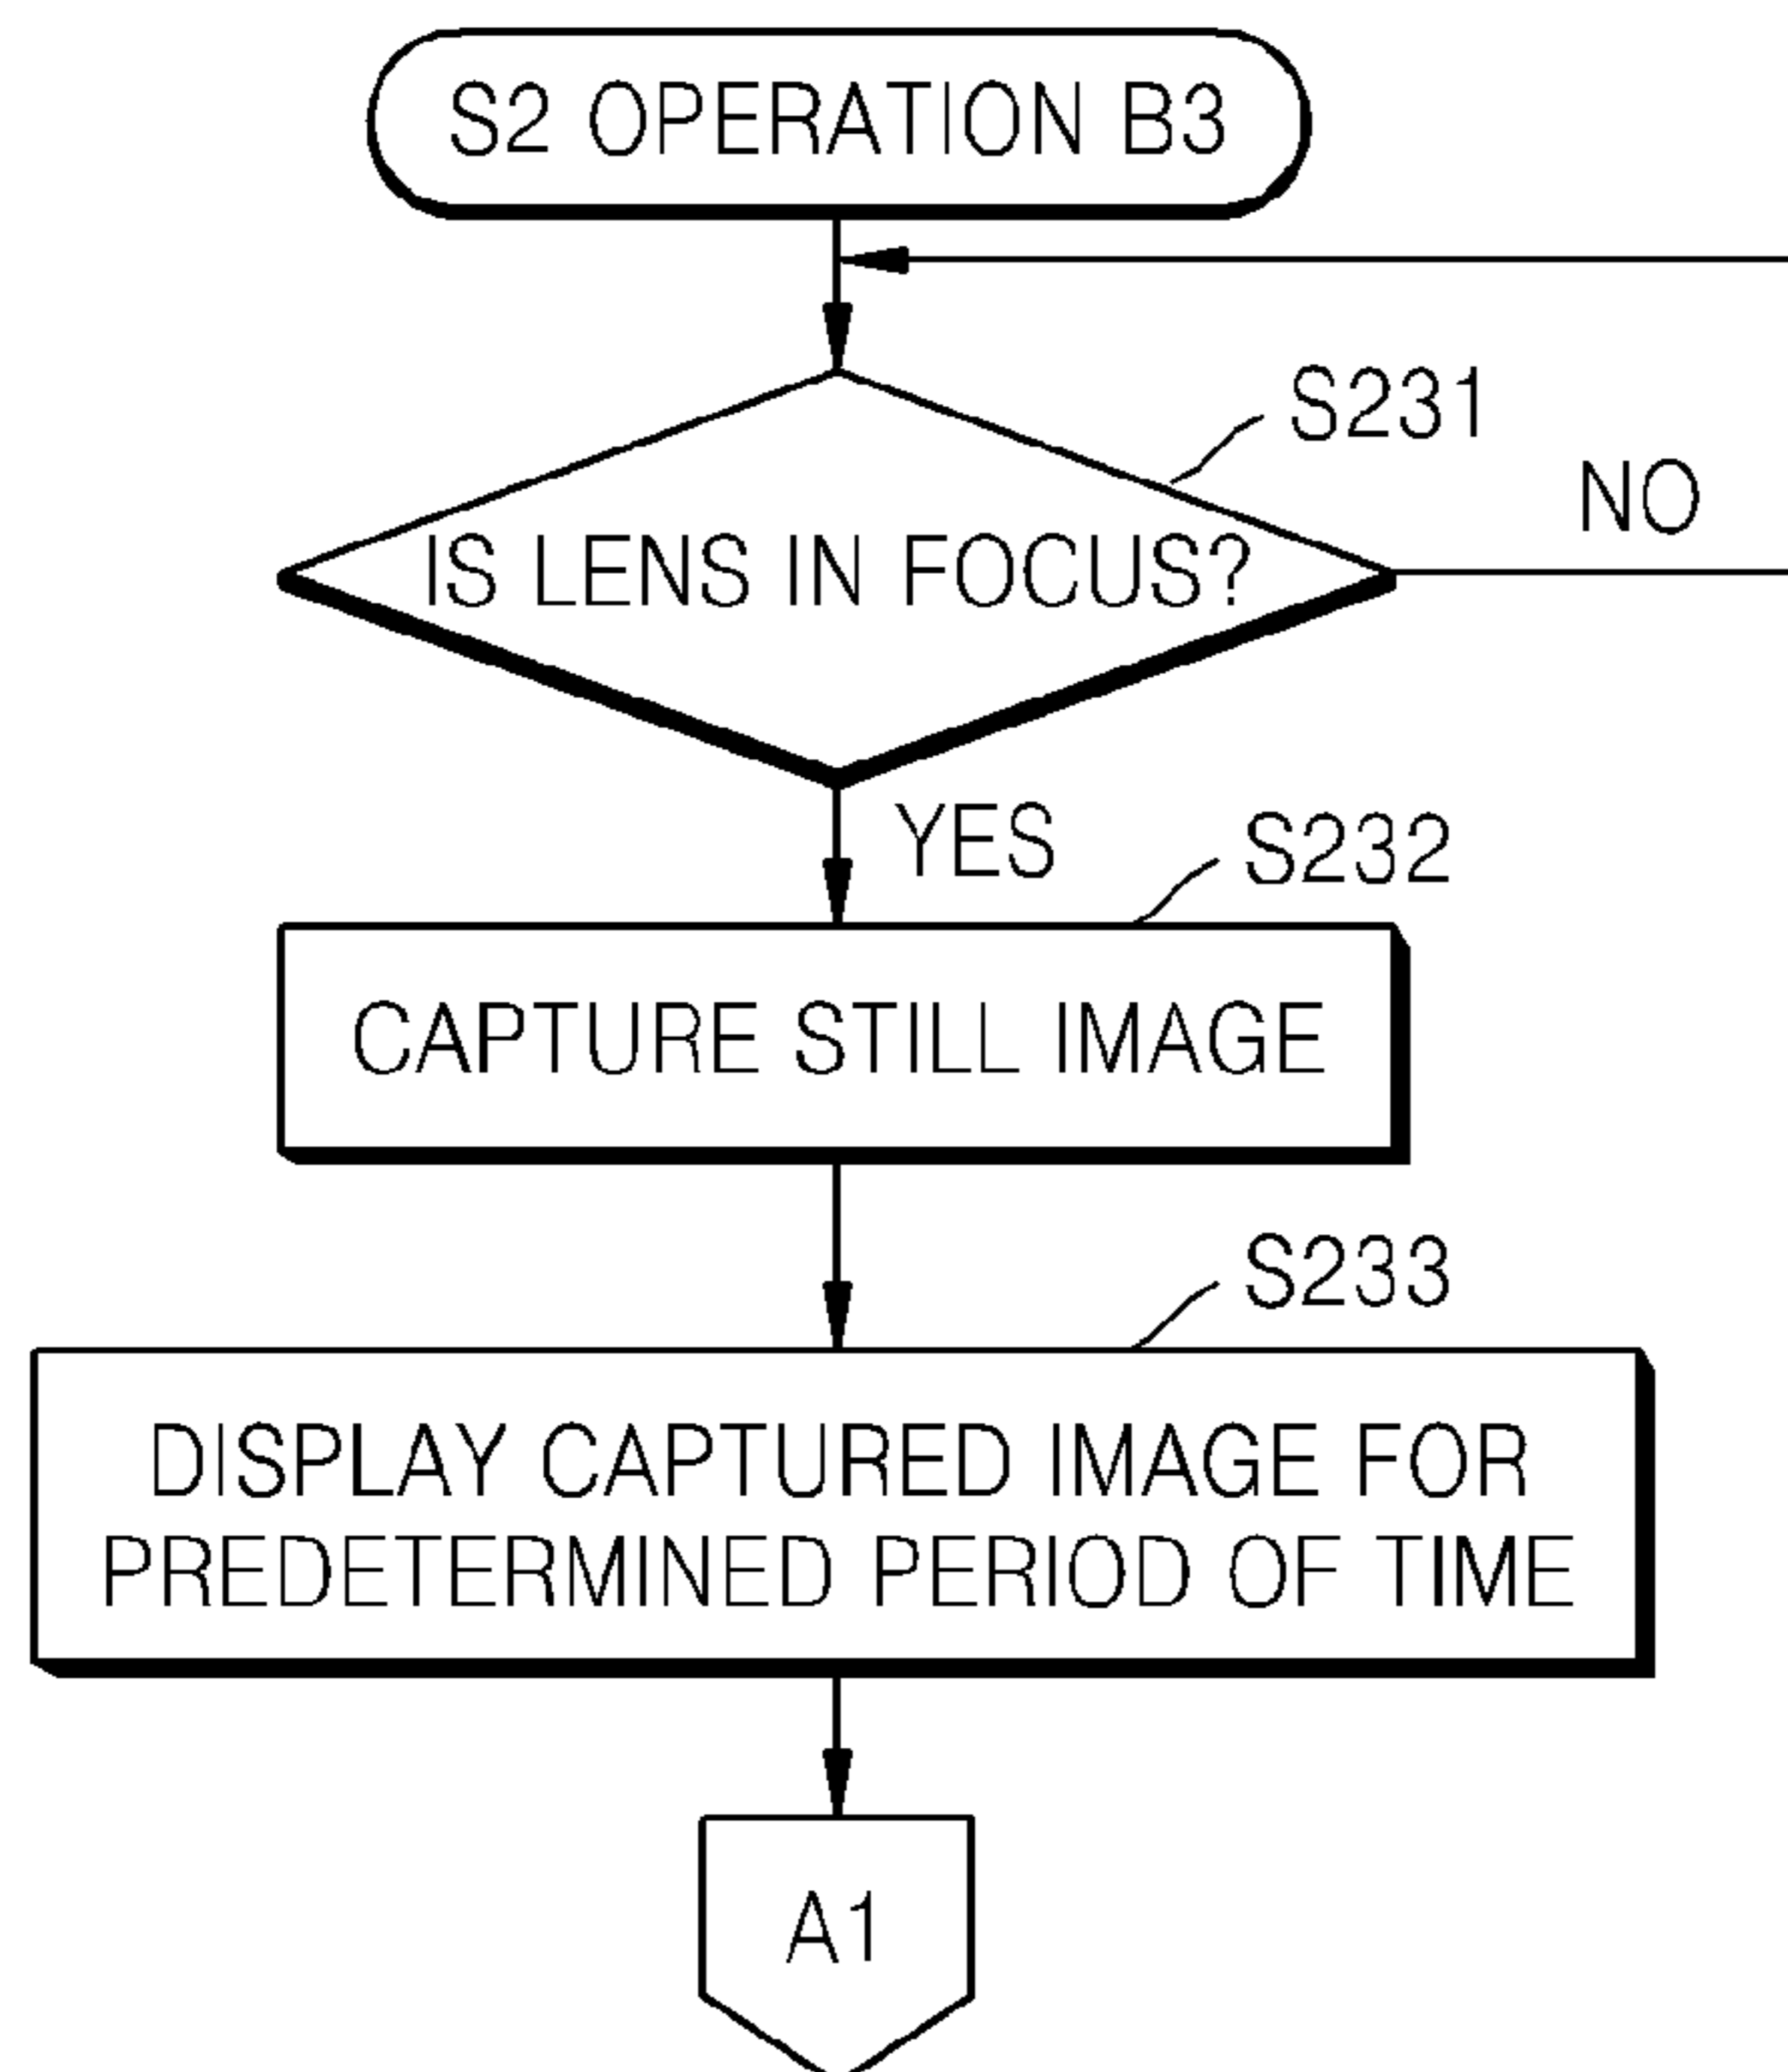 S2 OPERATION B3
S231
NO
IS LENS IN FOCUS?
YES
S232
CAPTURE STILL IMAGE
S233
DISPLAY CAPTURED IMAGE FOR
PREDETERMINED PERIOD OF TIME
A1